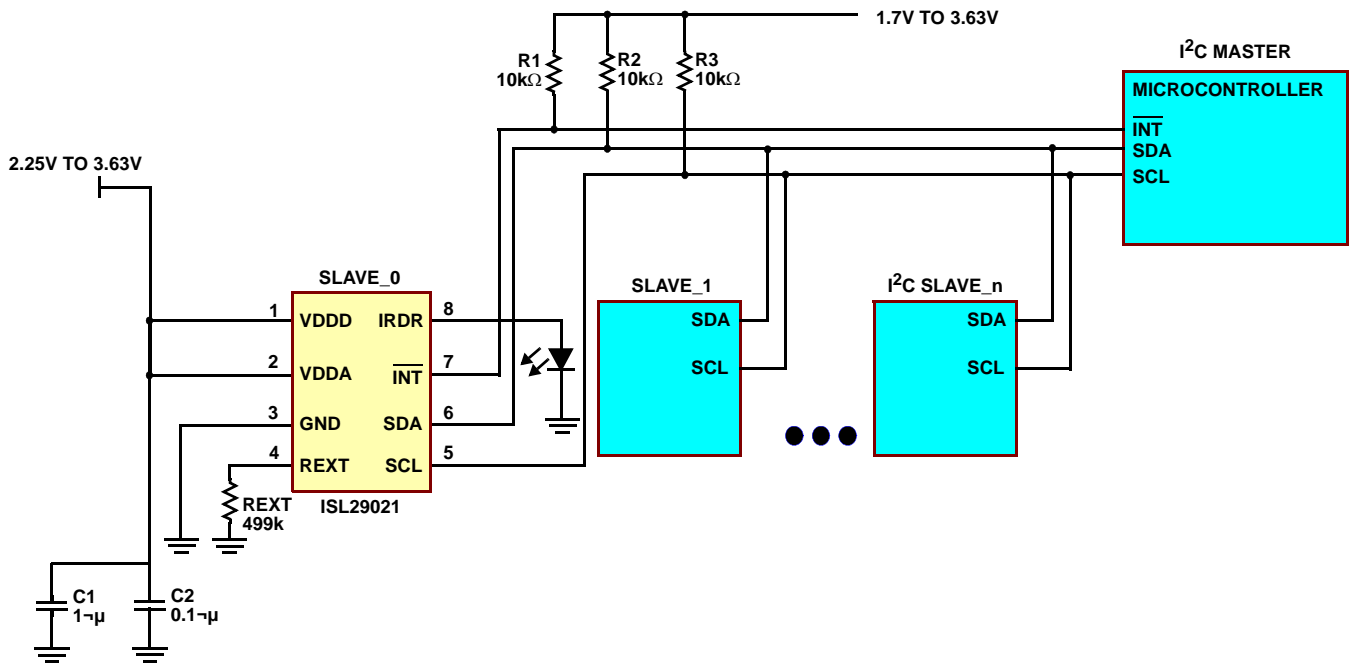 1.7V TO 3.63V
R1
10kΩ
R2
10kΩ
R3
10kΩ
I²C MASTER
MICROCONTROLLER
INT
SDA
SCL
2.25V TO 3.63V
SLAVE_0
1
VDDD
IRDR
8
2
VDDA
INT
7
3
GND
SDA
6
4
REXT
SCL
5
ISL29021
REXT
499k
SLAVE_1
SDA
SCL
I²C SLAVE_n
SDA
SCL
C1
1¬µ
C2
0.1¬µ